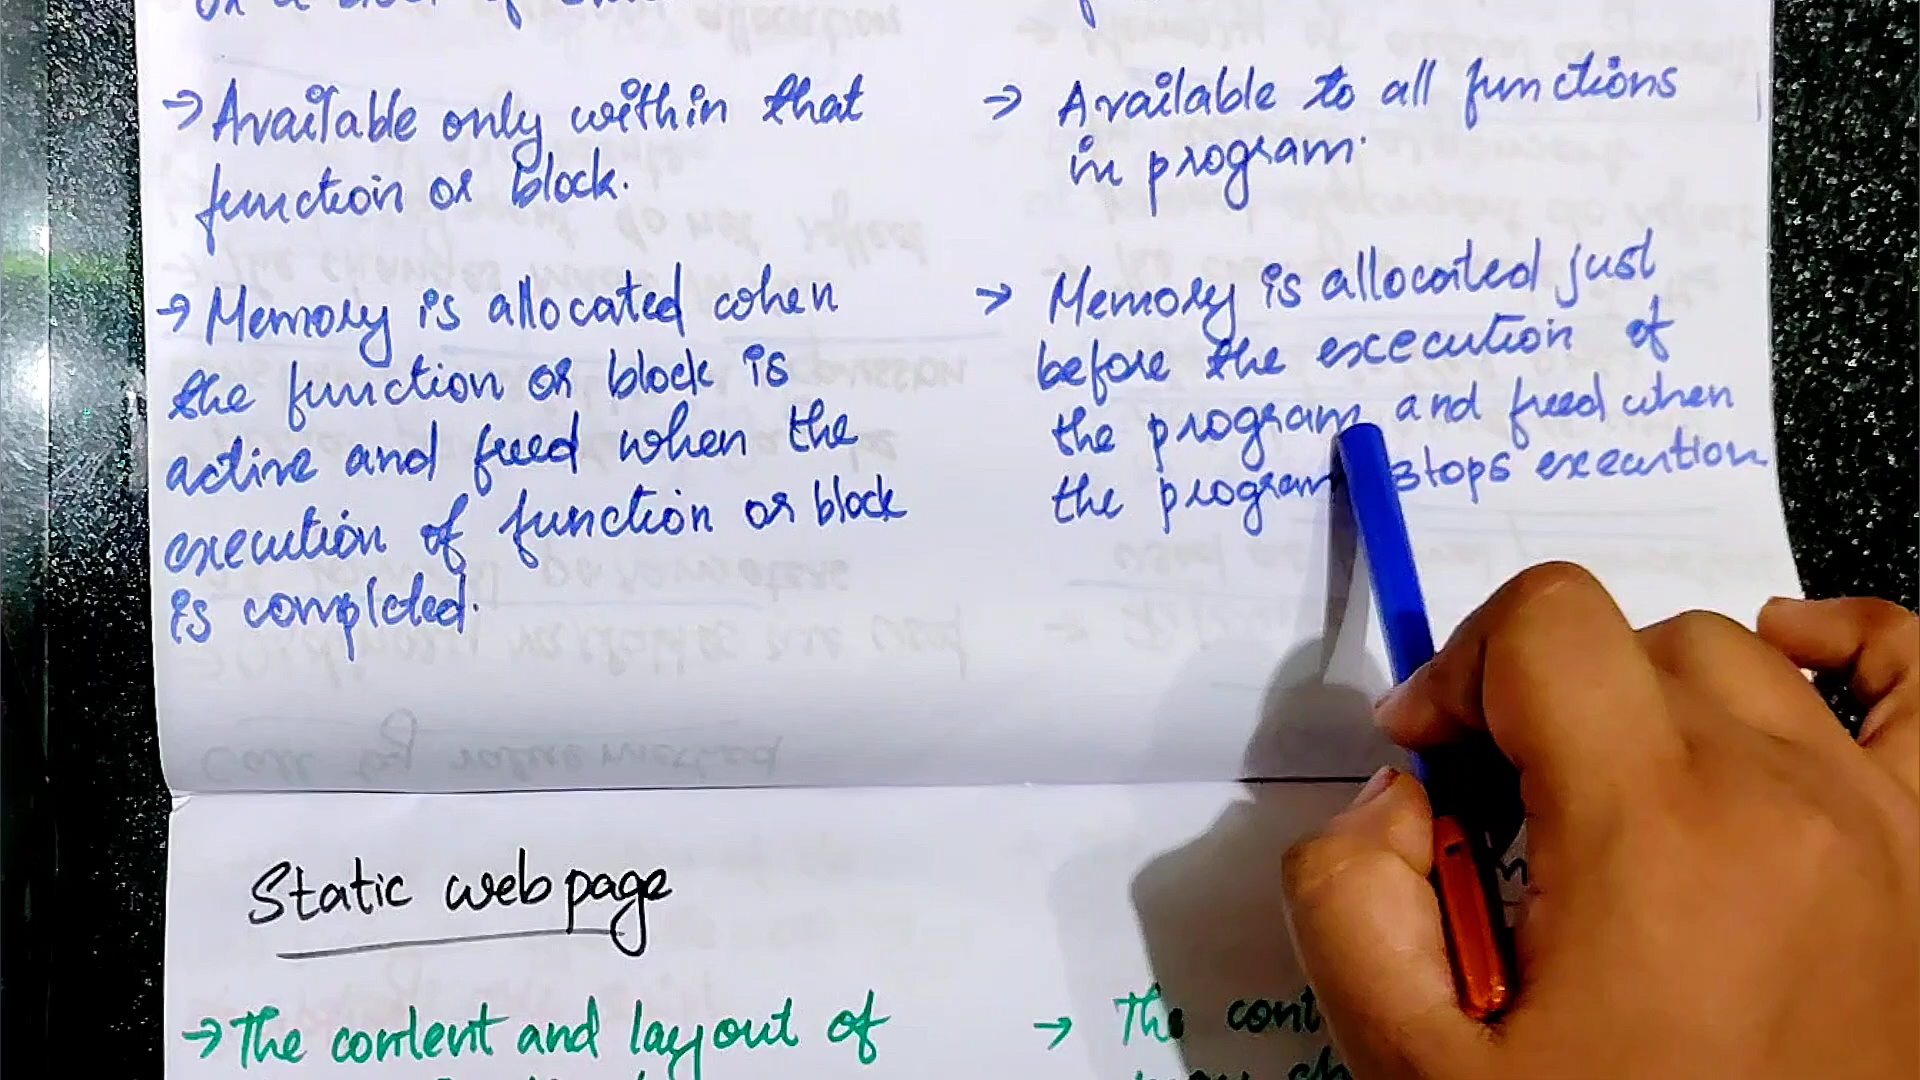 → Available only within that
function or block.
→ Memory is allocated when
the function or block is
active and freed when the
execution of function or block
is completed.
→ Available to all functions
in program.
→ Memory is allocated just
before the execution of
the program and freed when
the program stops execution
Static web page
→ The content and layout of
→ The